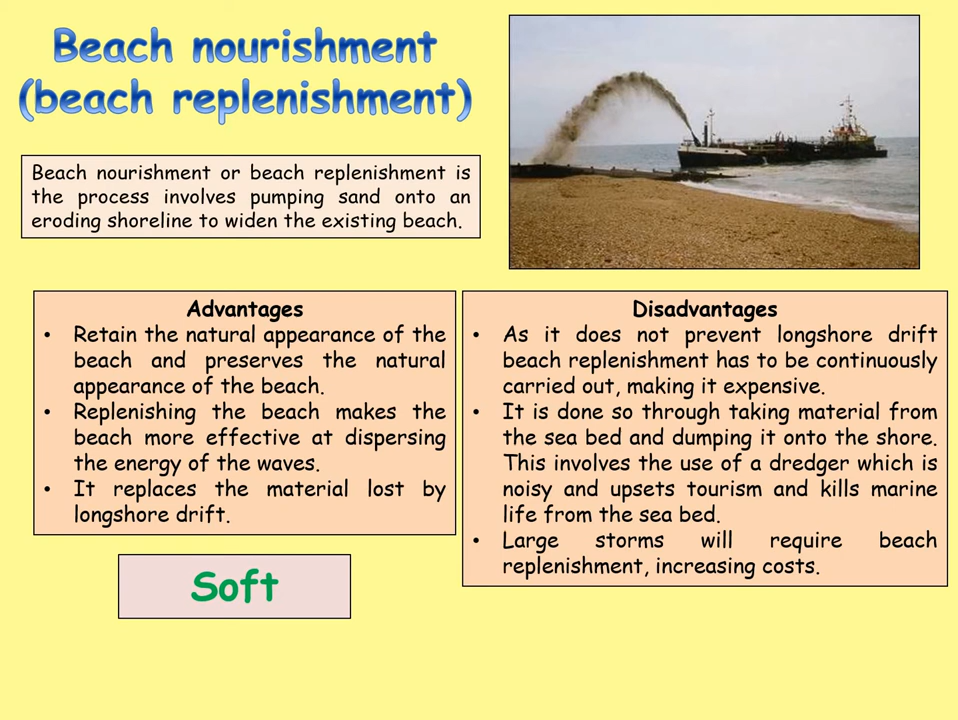 Beach nourishment
(beach replenishment)
Beach nourishment or beach replenishment is
the process involves pumping sand onto an
eroding shoreline to widen the existing beach.
Advantages
• Retain the natural appearance of the
beach and preserves the natural
appearance of the beach.
• Replenishing the beach makes the
beach more effective at dispersing
the energy of the waves.
• It replaces the material lost by
longshore drift.
Disadvantages
• As it does not prevent longshore drift
beach replenishment has to be continuously
carried out, making it expensive.
• It is done so through taking material from
the sea bed and dumping it onto the shore.
This involves the use of a dredger which is
noisy and upsets tourism and kills marine
life from the sea bed.
• Large storms will require beach
replenishment, increasing costs.
Soft